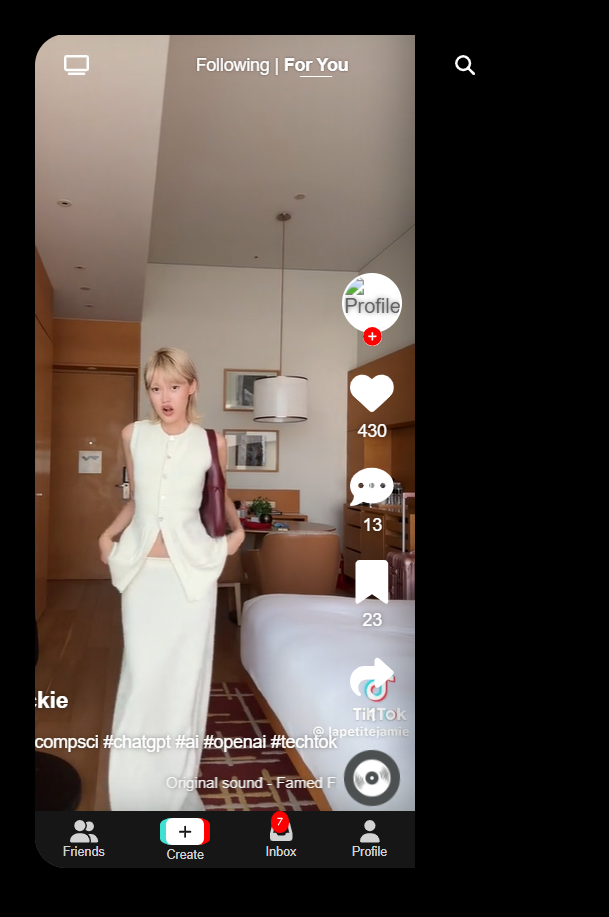 Following | For You
Profile
430
13
23
TikTok
@ lapetitejamie
ckie
compsci #chatgpt #ai #openai #techtok
Original sound - Famed F
Friends
Create
7
Inbox
Profile